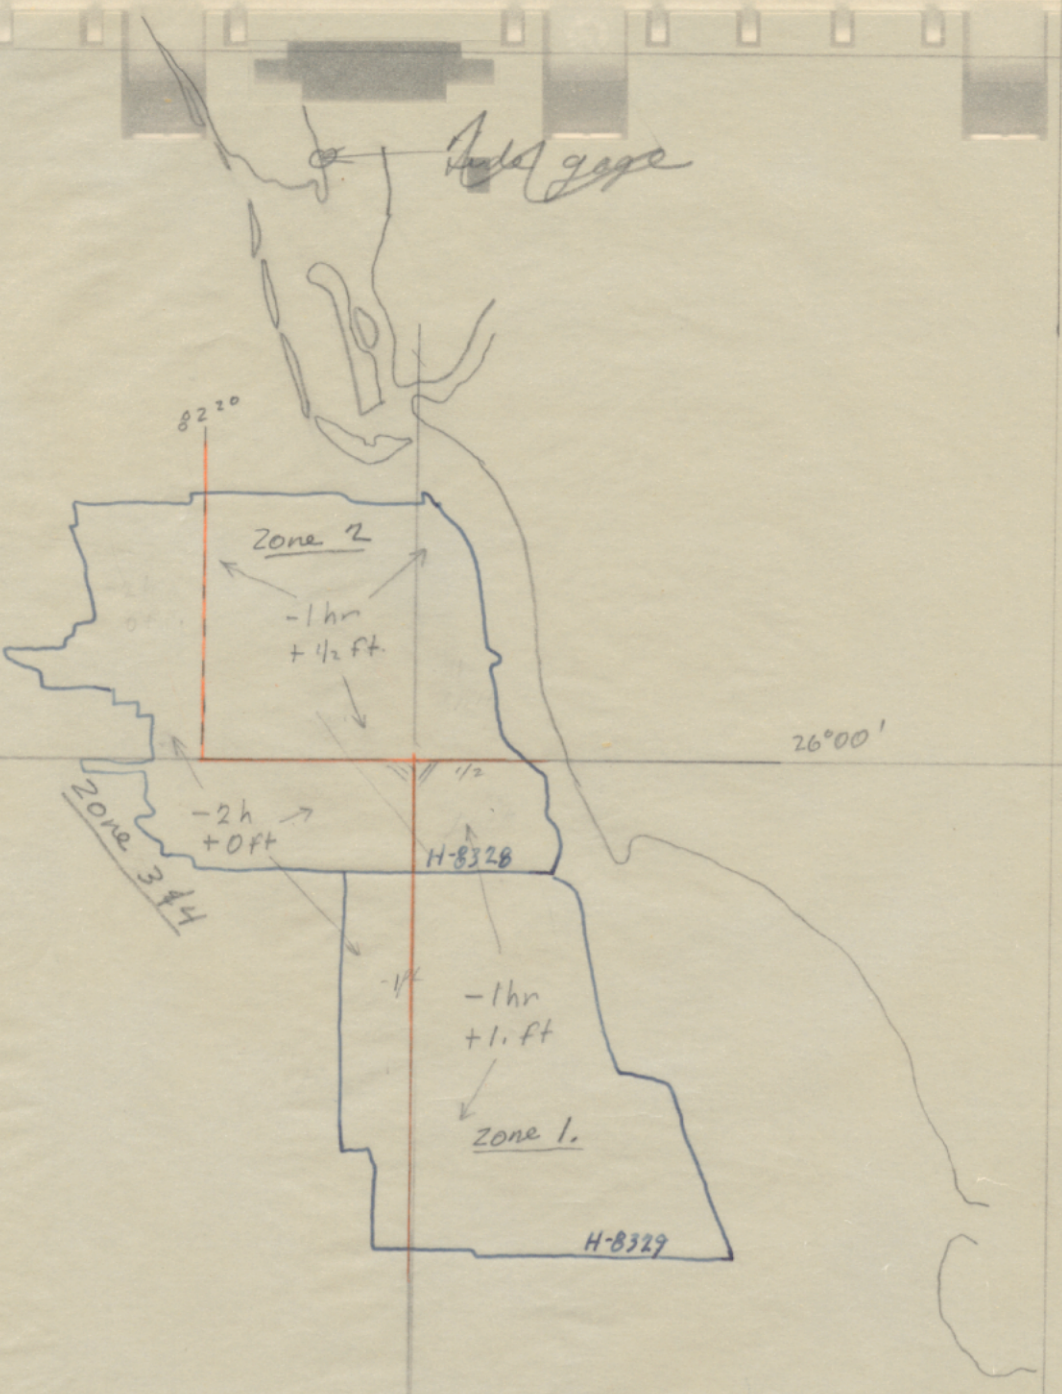 Tide gage
82 20
Zone 2
-1hr
+ 1/2 ft.
26°00'
1/2
Zone 3 & 4
-2h
+0ft
H-8328
-1hr
+1. ft
Zone 1.
H-8329